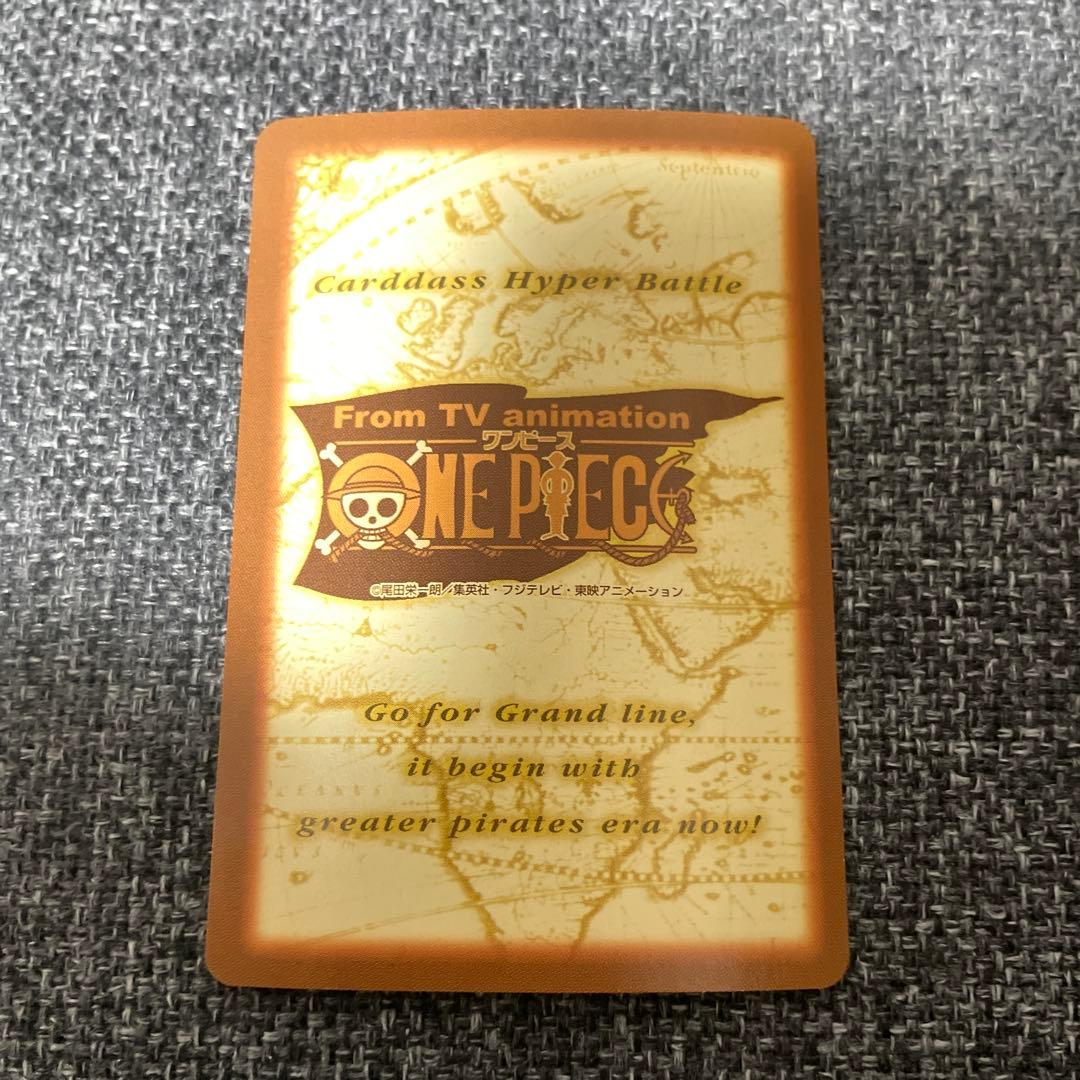 Septentrio
Carddass Hyper Battle
From TV animation
ワンピース
ONE PIECE
©尾田栄一郎/集英社・フジテレビ・東映アニメーション
Go for Grand line,
it begin with
greater pirates era now!